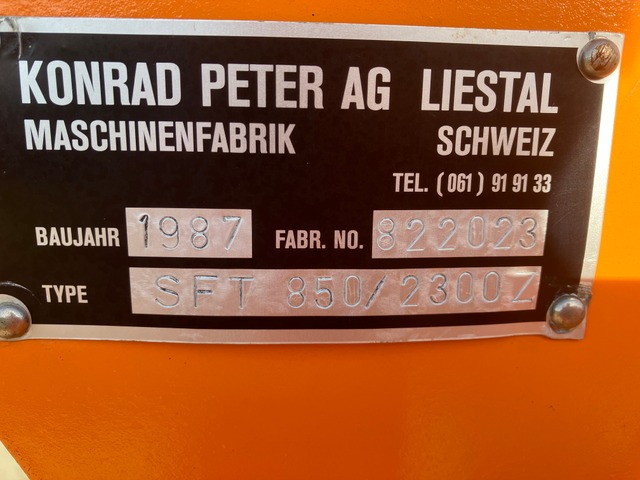 KONRAD PETER AG LIESTAL
MASCHINENFABRIK SCHWEIZ
TEL. (061) 91 91 33
BAUJAHR 1987 FABR. NO. 822023
TYPE SFT 850/2300Z